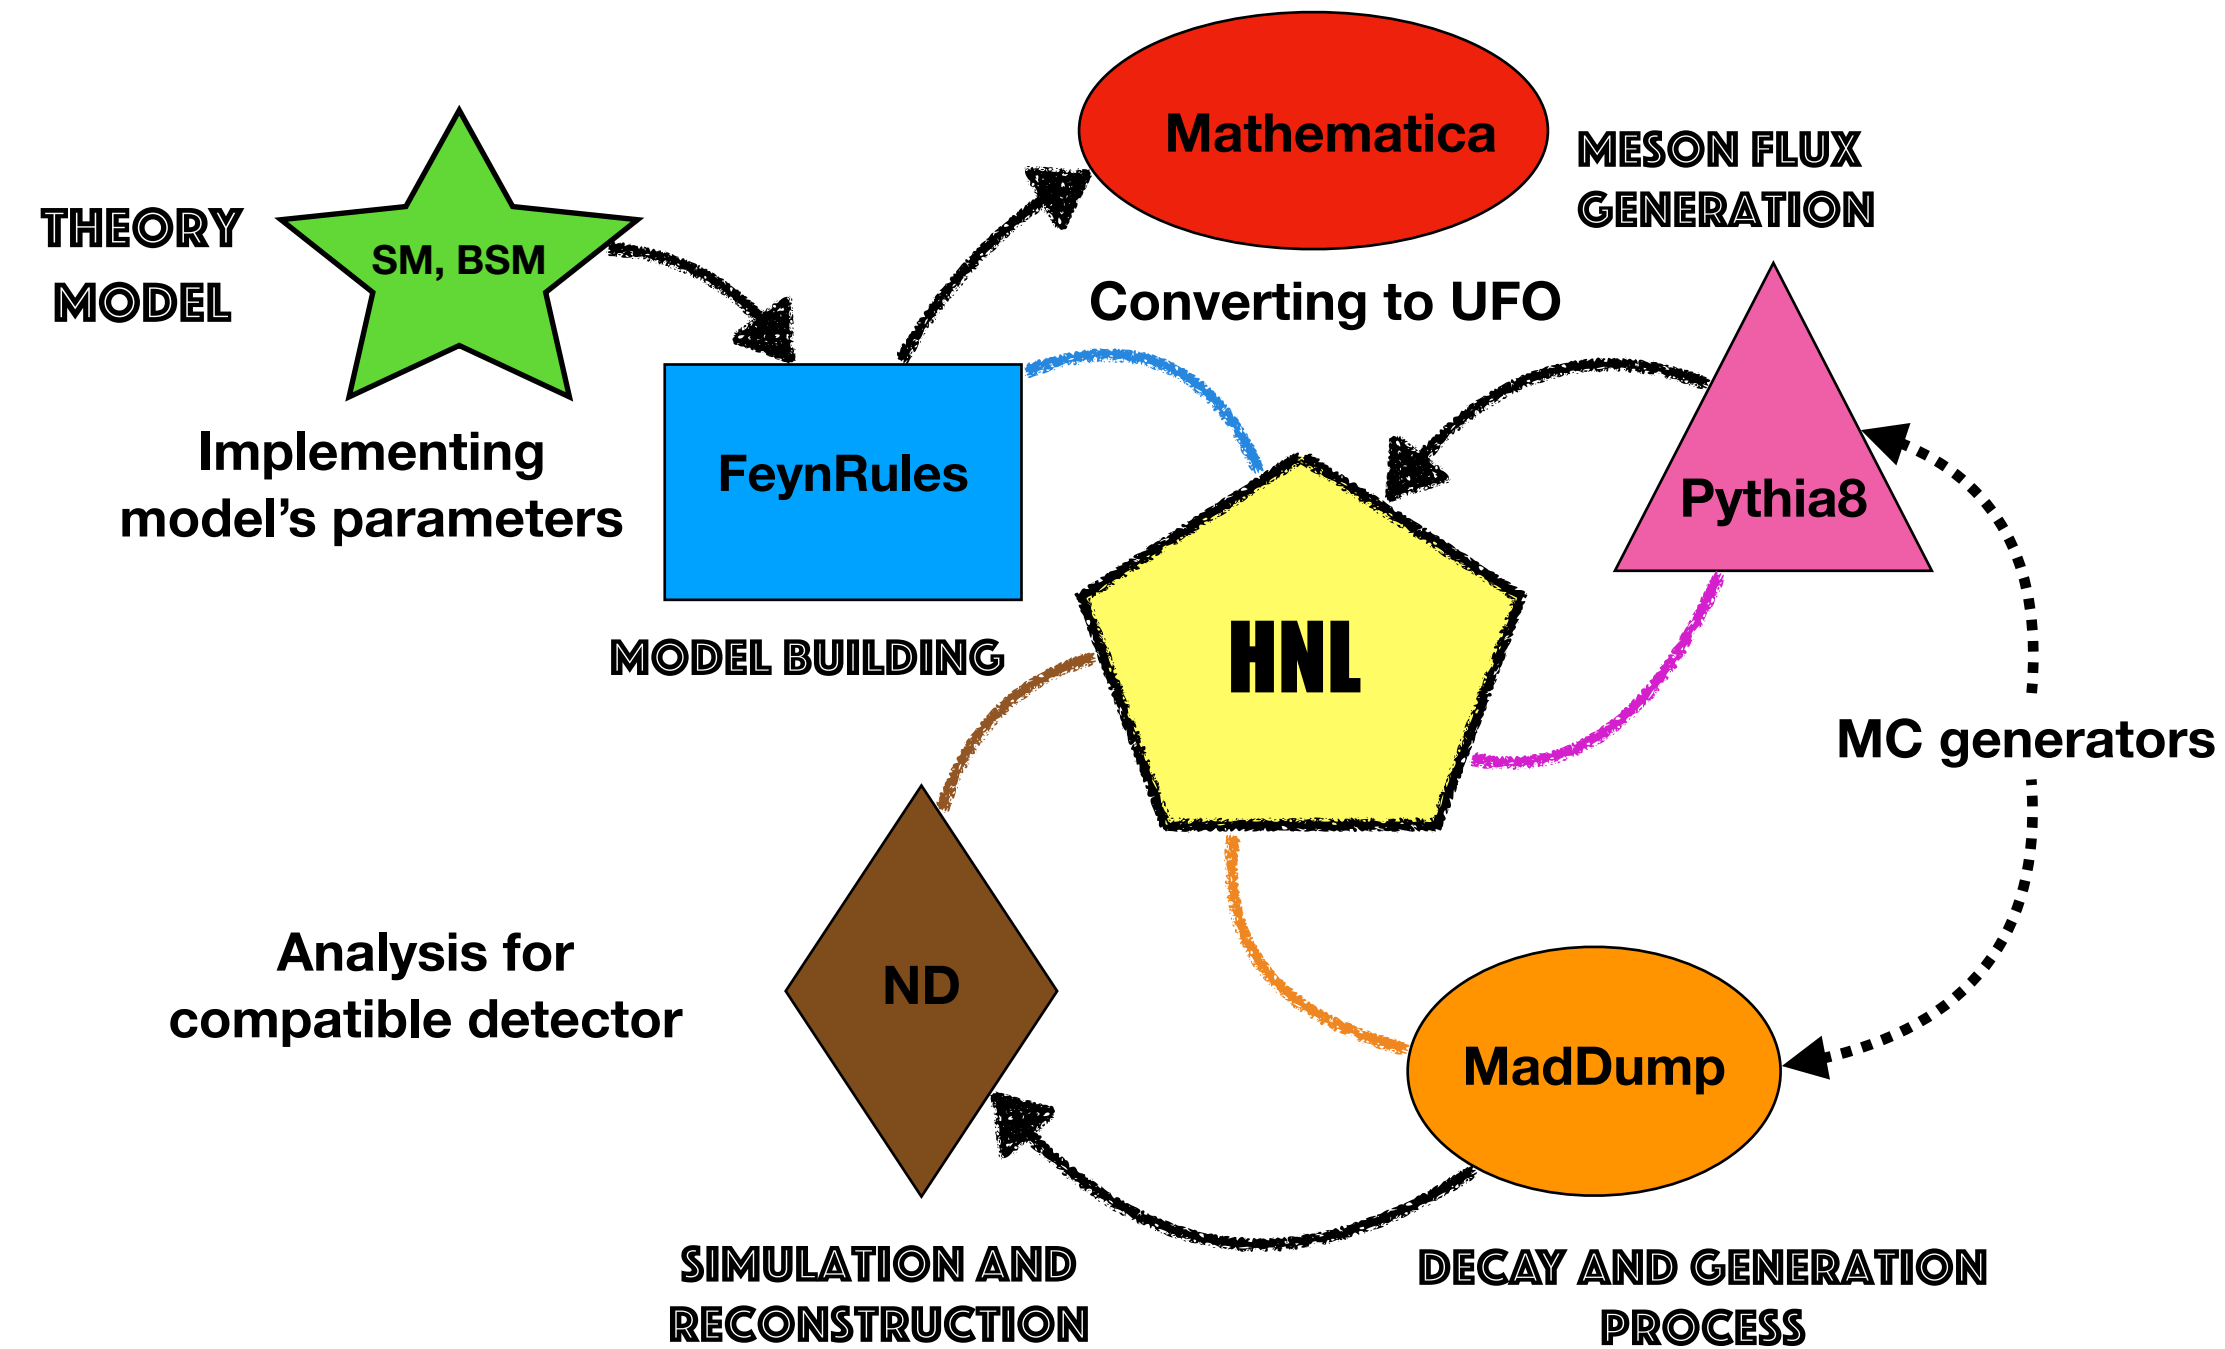 Mathematica
MESON FLUX
GENERATION
THEORY
MODEL
SM, BSM
Converting to UFO
Implementing
model's parameters
FeynRules
Pythia8
MODEL BUILDING
HNL
MC generators
Analysis for
compatible detector
ND
MadDump
SIMULATION AND
RECONSTRUCTION
DECAY AND GENERATION
PROCESS